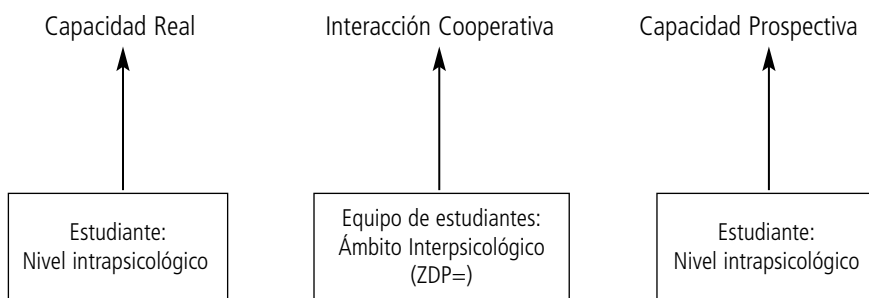 Capacidad Real
Interacción Cooperativa
Capacidad Prospectiva
Estudiante:
Nivel intrapsicológico
Equipo de estudiantes:
Ámbito Interpsicológico
(ZDP=)
Estudiante:
Nivel intrapsicológico